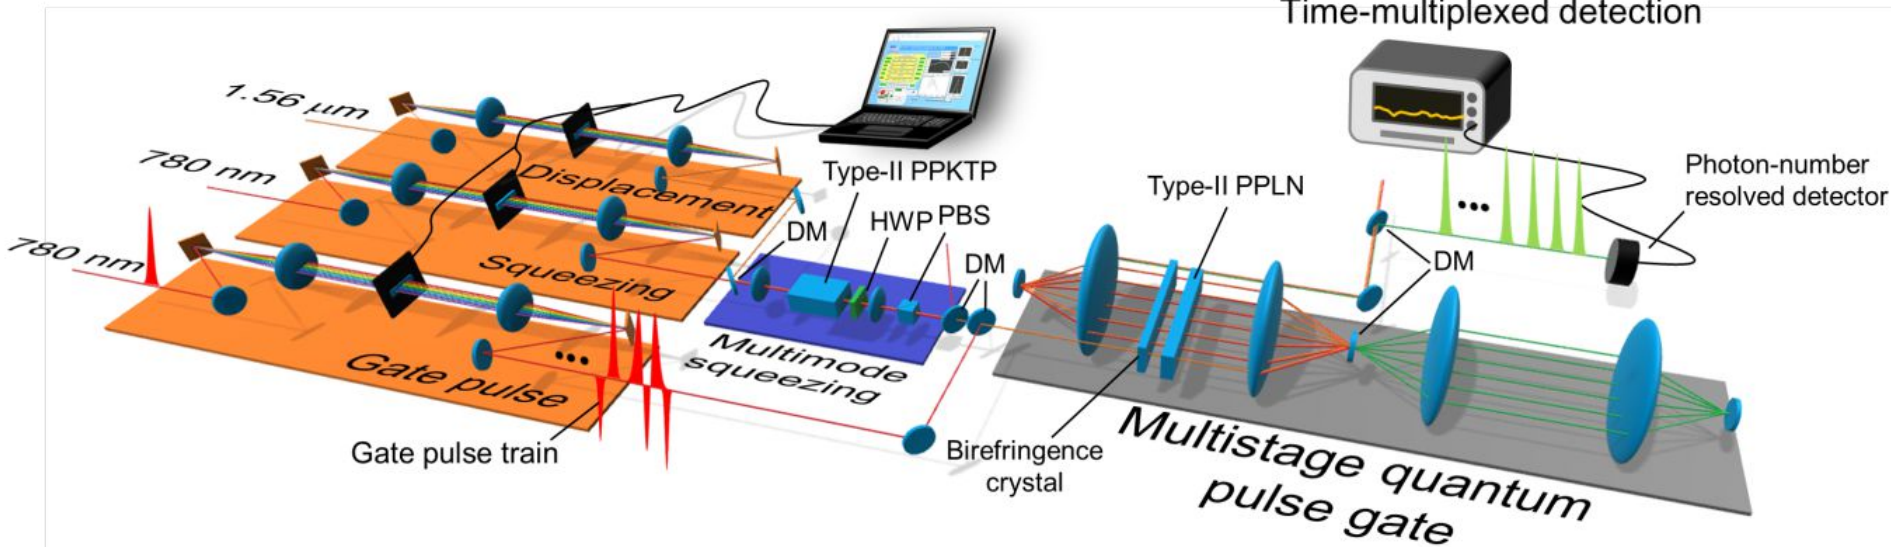 Time-multiplexed detection
1.56 µm
780 nm
780 nm
Displacement
Squeezing
Gate pulse
Gate pulse train
Type-II PPKTP
DM
HWP
PBS
DM
Multimode
squeezing
Type-II PPLN
Birefringence
crystal
DM
Photon-number
resolved detector
Multistage quantum
pulse gate